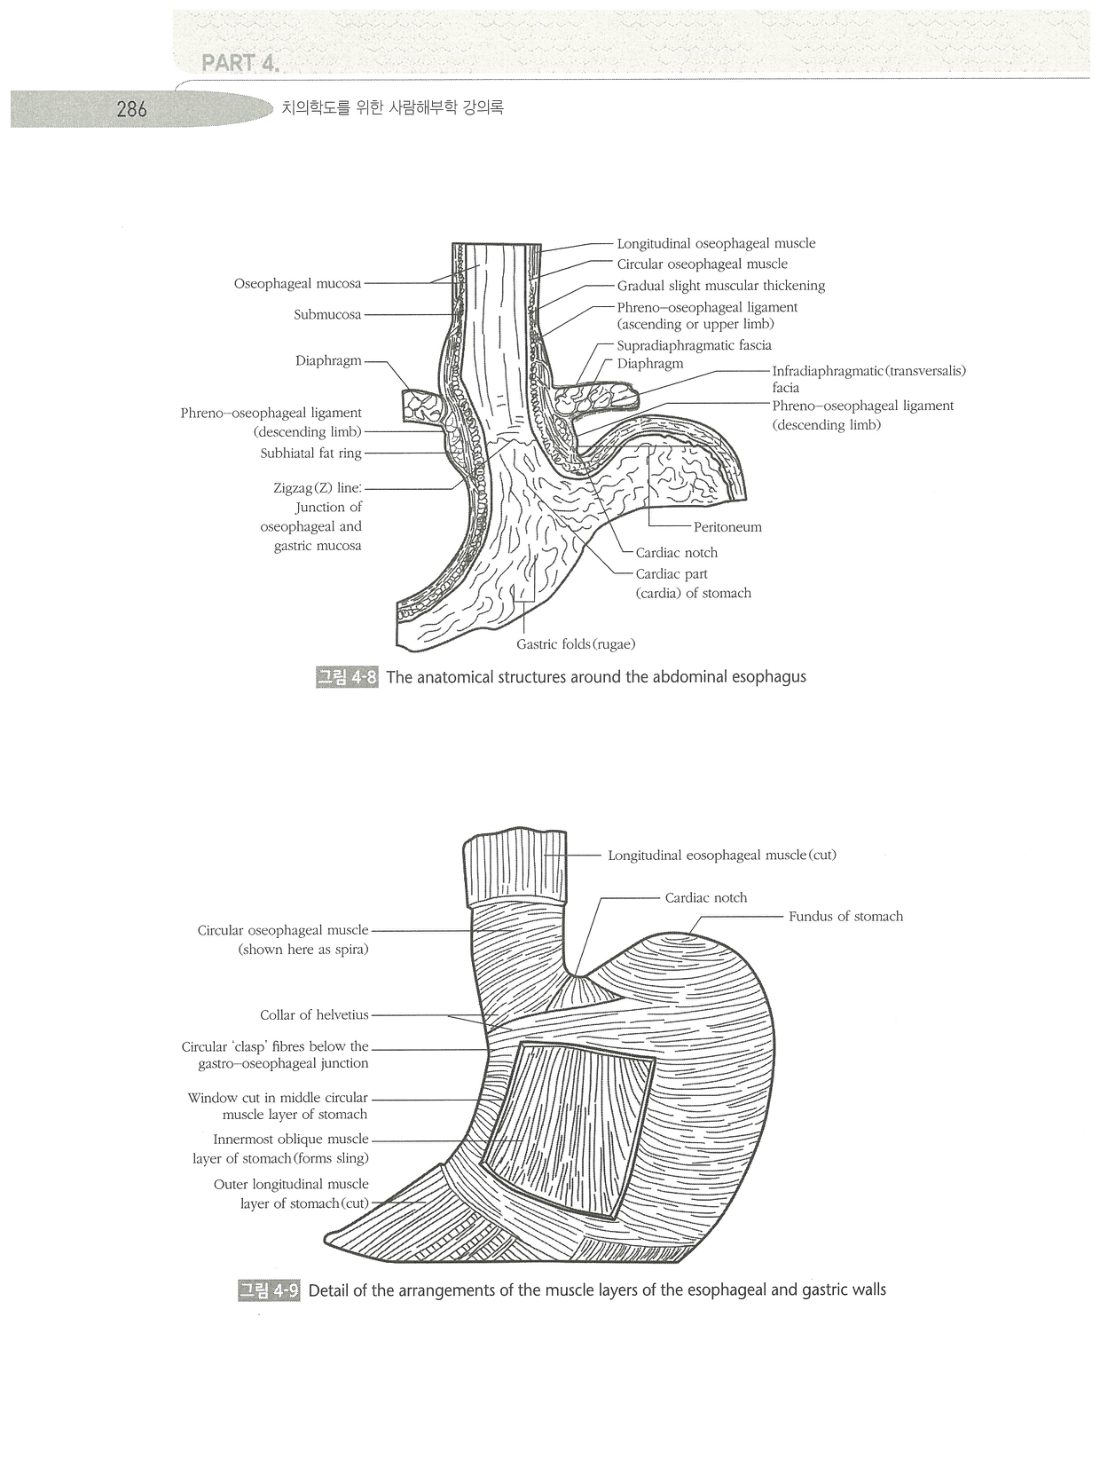 PART 4.
286
치의학도를 위한 사람해부학 강의록
Oseophageal mucosa
Submucosa
Diaphragm
Phreno-oseophageal ligament
(descending limb)
Subhiatal fat ring
Zigzag(Z) line:
Junction of
oseophageal and
gastric mucosa
Longitudinal oseophageal muscle
Circular oseophageal muscle
Gradual slight muscular thickening
Phreno-oseophageal ligament
(ascending or upper limb)
Supradiaphragmatic fascia
Diaphragm
Infradiaphragmatic(transversalis)
facia
Phreno-oseophageal ligament
(descending limb)
Peritoneum
Cardiac notch
Cardiac part
(cardia) of stomach
Gastric folds(rugae)
그림 4-8 The anatomical structures around the abdominal esophagus
Longitudinal eosophageal muscle(cut)
Cardiac notch
Fundus of stomach
Circular oseophageal muscle
(shown here as spira)
Collar of helvetius
Circular 'clasp' fibres below the
gastro-oseophageal junction
Window cut in middle circular
muscle layer of stomach
Innermost oblique muscle
layer of stomach(forms sling)
Outer longitudinal muscle
layer of stomach(cut)
그림 4-9 Detail of the arrangements of the muscle layers of the esophageal and gastric walls